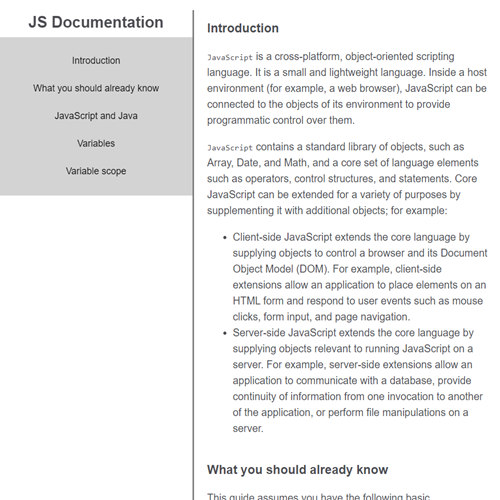 JS Documentation
Introduction
What you should already know
JavaScript and Java
Variables
Variable scope
Introduction
JavaScript is a cross-platform, object-oriented scripting
language. It is a small and lightweight language. Inside a host
environment (for example, a web browser), JavaScript can be
connected to the objects of its environment to provide
programmatic control over them.
JavaScript contains a standard library of objects, such as
Array, Date, and Math, and a core set of language elements
such as operators, control structures, and statements. Core
JavaScript can be extended for a variety of purposes by
supplementing it with additional objects; for example:
• Client-side JavaScript extends the core language by
supplying objects to control a browser and its Document
Object Model (DOM). For example, client-side
extensions allow an application to place elements on an
HTML form and respond to user events such as mouse
clicks, form input, and page navigation.
• Server-side JavaScript extends the core language by
supplying objects relevant to running JavaScript on a
server. For example, server-side extensions allow an
application to communicate with a database, provide
continuity of information from one invocation to another
of the application, or perform file manipulations on a
server.
What you should already know
This guide assumes you have the following basic